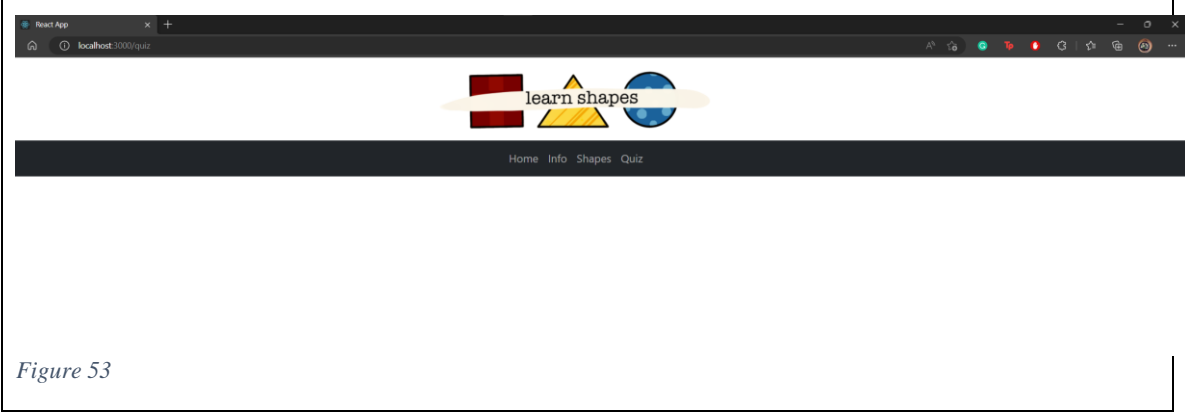 React App
localhost:3000/quiz
learn shapes
Home Info Shapes Quiz
Figure 53